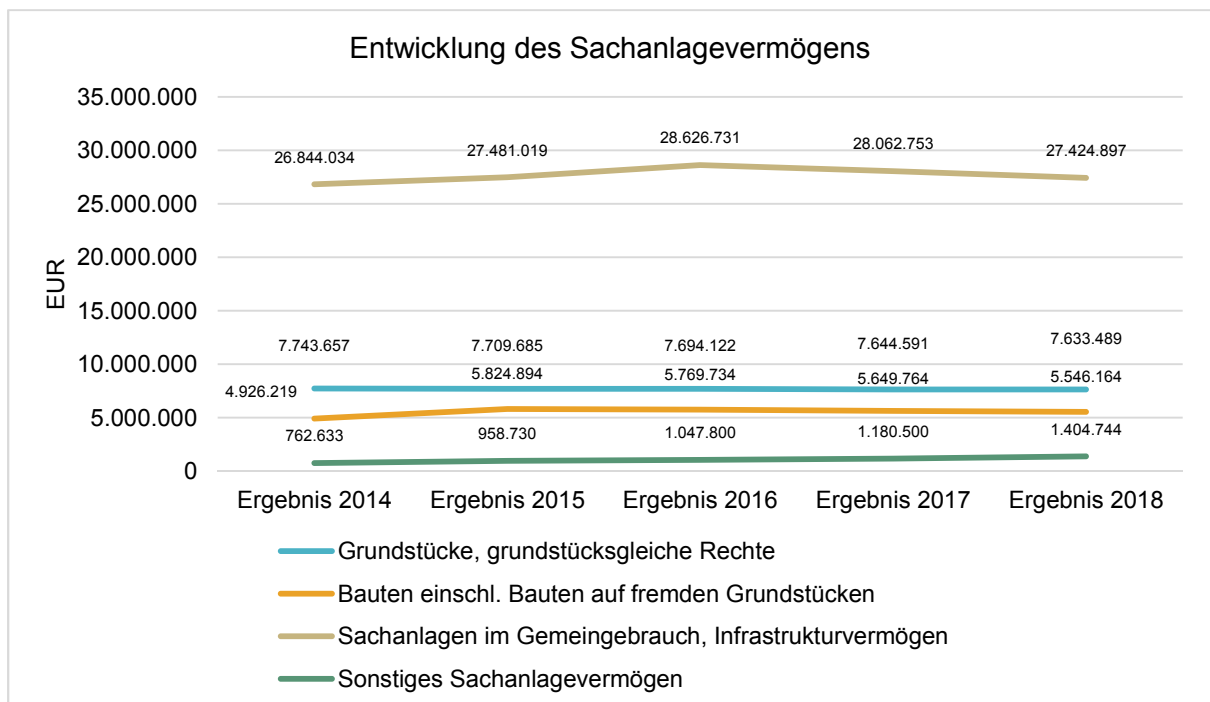 Entwicklung des Sachanlagevermögens
35.000.000
30.000.000
25.000.000
20.000.000
15.000.000
10.000.000
5.000.000
0
EUR
26.844.034 27.481.019 28.626.731 28.062.753 27.424.897
7.743.657 7.709.685 7.694.122 7.644.591 7.633.489
4.926.219 5.824.894 5.769.734 5.649.764 5.546.164
762.633 958.730 1.047.800 1.180.500 1.404.744
Ergebnis 2014 Ergebnis 2015 Ergebnis 2016 Ergebnis 2017 Ergebnis 2018
Grundstücke, grundstücksgleiche Rechte
Bauten einschl. Bauten auf fremden Grundstücken
Sachanlagen im Gemeingebrauch, Infrastrukturvermögen
Sonstiges Sachanlagevermögen